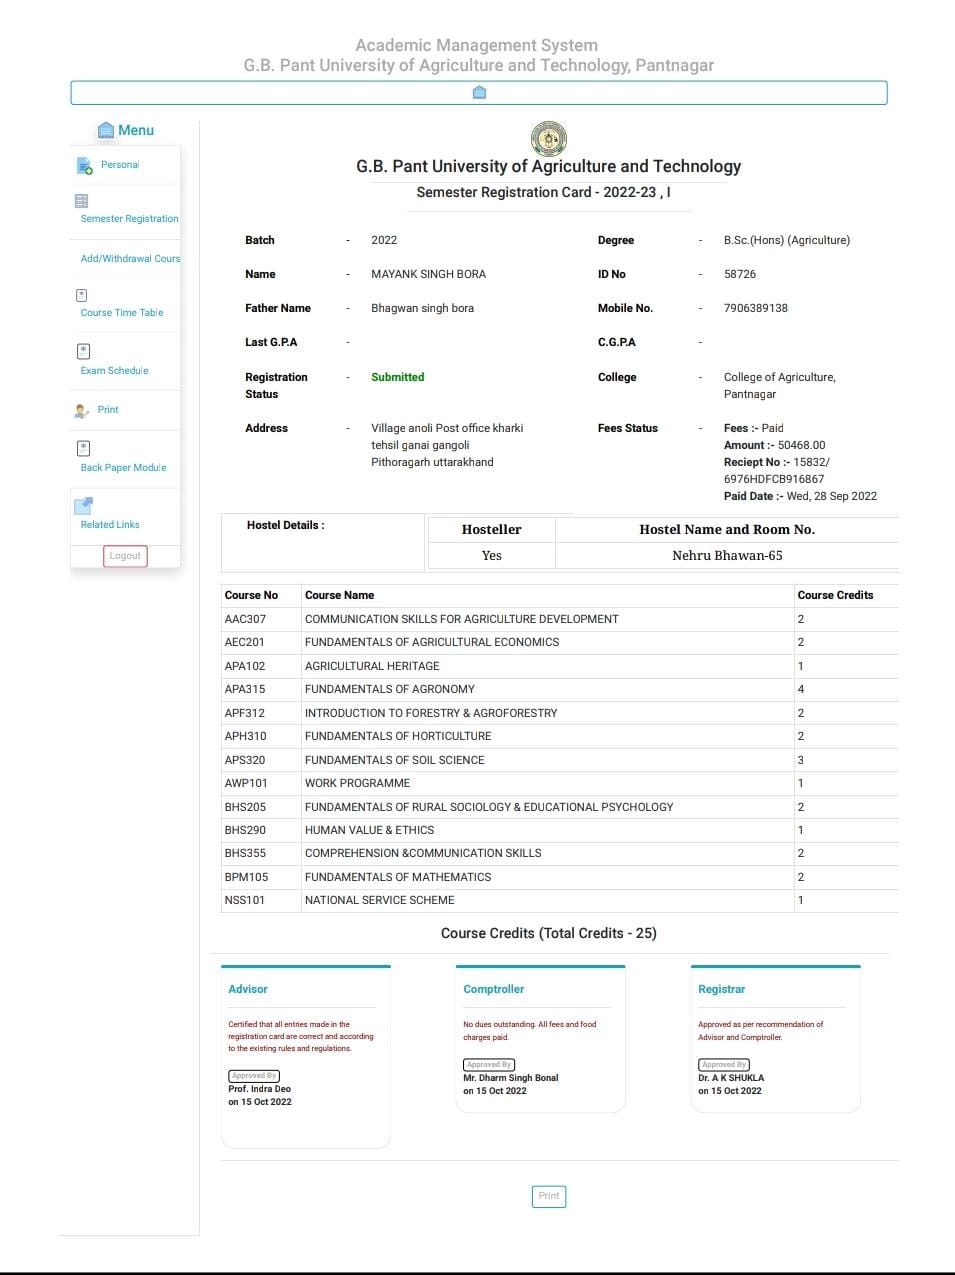 Academic Management System
G.B. Pant University of Agriculture and Technology, Pantnagar
Menu
Personal
Semester Registration
Add/Withdrawal Cours
Course Time Table
Exam Schedule
Print
Back Paper Module
Related Links
Logout
G.B. Pant University of Agriculture and Technology
Semester Registration Card - 2022-23 , I
Batch - 2022 Degree - B.Sc.(Hons) (Agriculture)
Name - MAYANK SINGH BORA ID No - 58726
Father Name - Bhagwan singh bora Mobile No. - 7906389138
Last G.P.A - C.G.P.A -
Registration - Submitted College - College of Agriculture,
Status Pantnagar
Address - Village anoli Post office kharki Fees Status - Fees :- Paid
tehsil ganai gangoli Amount :- 50468.00
Pithoragarh uttarakhand Reciept No :- 15832/
6976HDFCB916867
Paid Date :- Wed, 28 Sep 2022
Hostel Details : Hosteller Hostel Name and Room No.
Yes Nehru Bhawan-65
Course No Course Name Course Credits
AAC307 COMMUNICATION SKILLS FOR AGRICULTURE DEVELOPMENT 2
AEC201 FUNDAMENTALS OF AGRICULTURAL ECONOMICS 2
APA102 AGRICULTURAL HERITAGE 1
APA315 FUNDAMENTALS OF AGRONOMY 4
APF312 INTRODUCTION TO FORESTRY & AGROFORESTRY 2
APH310 FUNDAMENTALS OF HORTICULTURE 2
APS320 FUNDAMENTALS OF SOIL SCIENCE 3
AWP101 WORK PROGRAMME 1
BHS205 FUNDAMENTALS OF RURAL SOCIOLOGY & EDUCATIONAL PSYCHOLOGY 2
BHS290 HUMAN VALUE & ETHICS 1
BHS355 COMPREHENSION &COMMUNICATION SKILLS 2
BPM105 FUNDAMENTALS OF MATHEMATICS 2
NSS101 NATIONAL SERVICE SCHEME 1
Course Credits (Total Credits - 25)
Advisor
Certified that all entries made in the
registration card are correct and according
to the existing rules and regulations.
Approved By
Prof. Indra Deo
on 15 Oct 2022
Comptroller
No dues outstanding. All fees and food
charges paid.
Approved By
Mr. Dharm Singh Bonal
on 15 Oct 2022
Registrar
Approved as per recommendation of
Advisor and Comptroller.
Approved By
Dr. A K SHUKLA
on 15 Oct 2022
Print